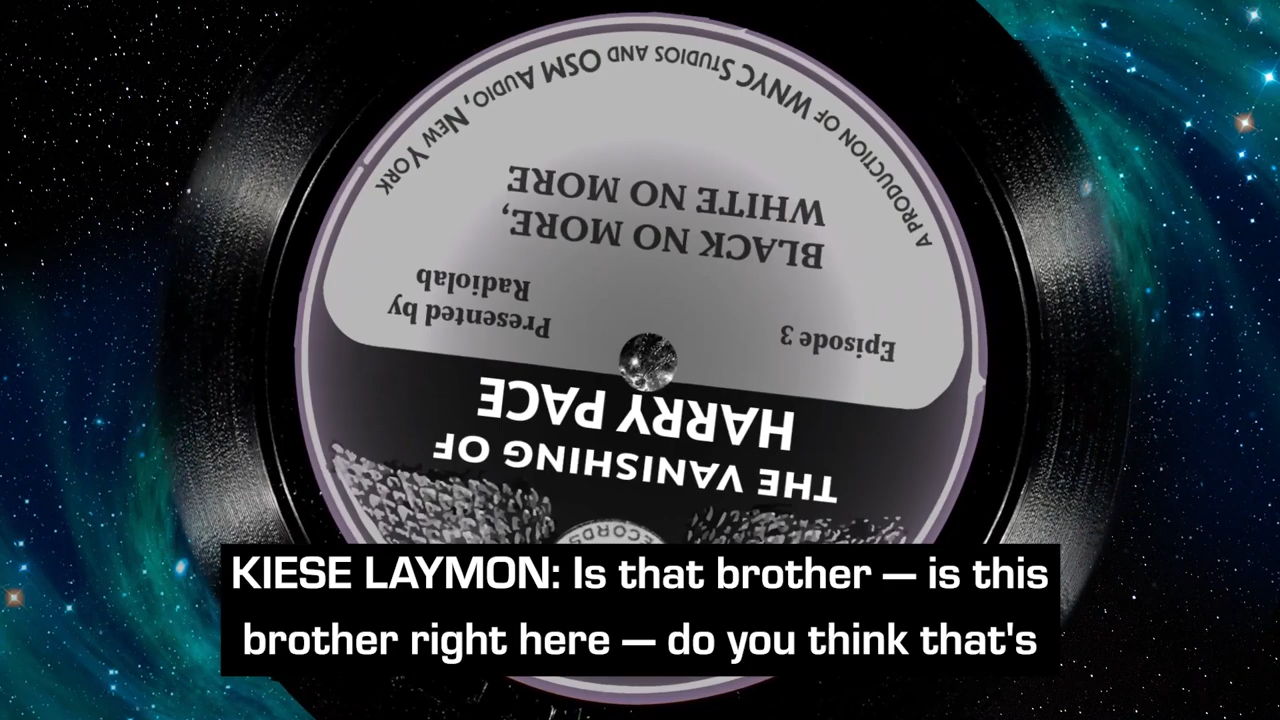 THE VANISHING OF
HARRY PACE
Episode 3
Presented by
Radiolab
BLACK NO MORE,
WHITE NO MORE
A PRODUCTION OF WNYC STUDIOS AND OSM AUDIO, NEW YORK
KIESE LAYMON: Is that brother — is this
brother right here — do you think that's